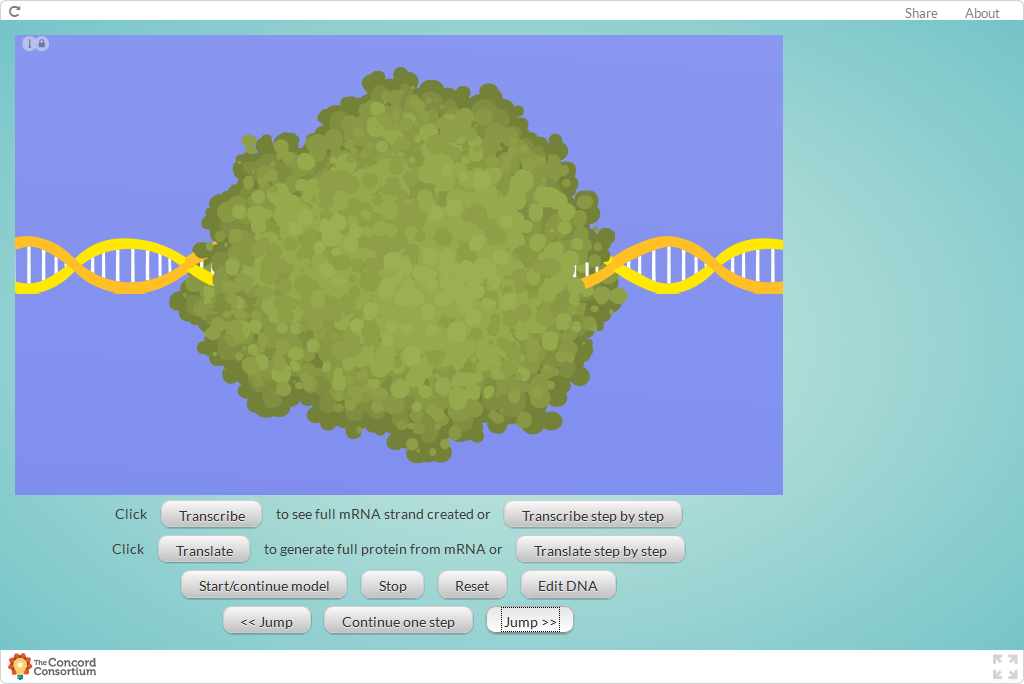 Share About
Click Transcribe to see full mRNA strand created or Transcribe step by step
Click Translate to generate full protein from mRNA or Translate step by step
Start/continue model Stop Reset Edit DNA
<< Jump Continue one step Jump >>
The Concord
Consortium